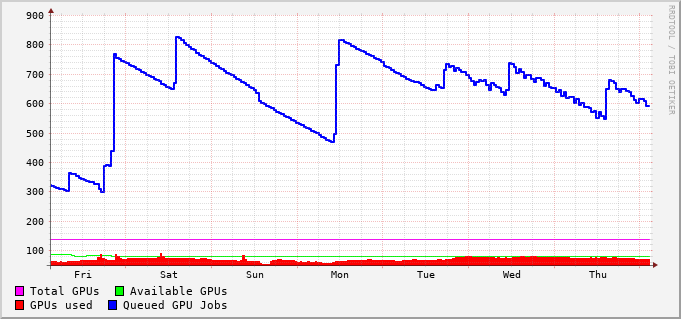 900
800
700
600
500
400
300
200
100
Fri Sat Sun Mon Tue Wed Thu
Total GPUs Available GPUs
GPUs used Queued GPU Jobs
RRDTOOL / TOBI OETIKER